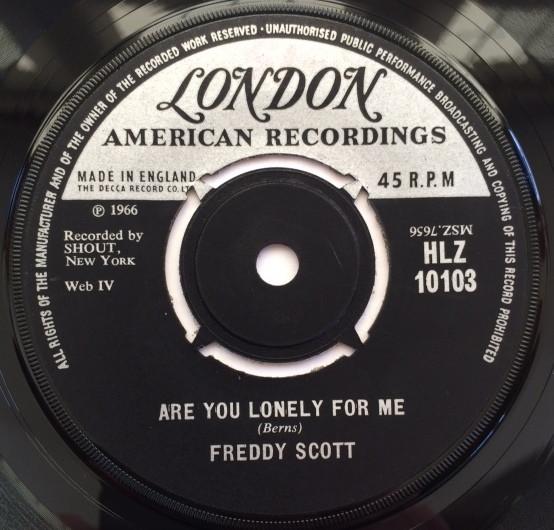 ALL RIGHTS OF THE MANUFACTURER AND OF THE OWNER OF THE RECORDED WORK RESERVED · UNAUTHORISED PUBLIC PERFORMANCE BROADCASTING AND COPYING OF THIS RECORD PROHIBITED
LONDON
AMERICAN RECORDINGS
MADE IN ENGLAND
THE DECCA RECORD CO. LT
45 R.P.M
℗ 1966
Recorded by
SHOUT,
NEW YORK
Web IV
MSZ.7656
HLZ
10103
ARE YOU LONELY FOR ME
(Berns)
FREDDY SCOTT